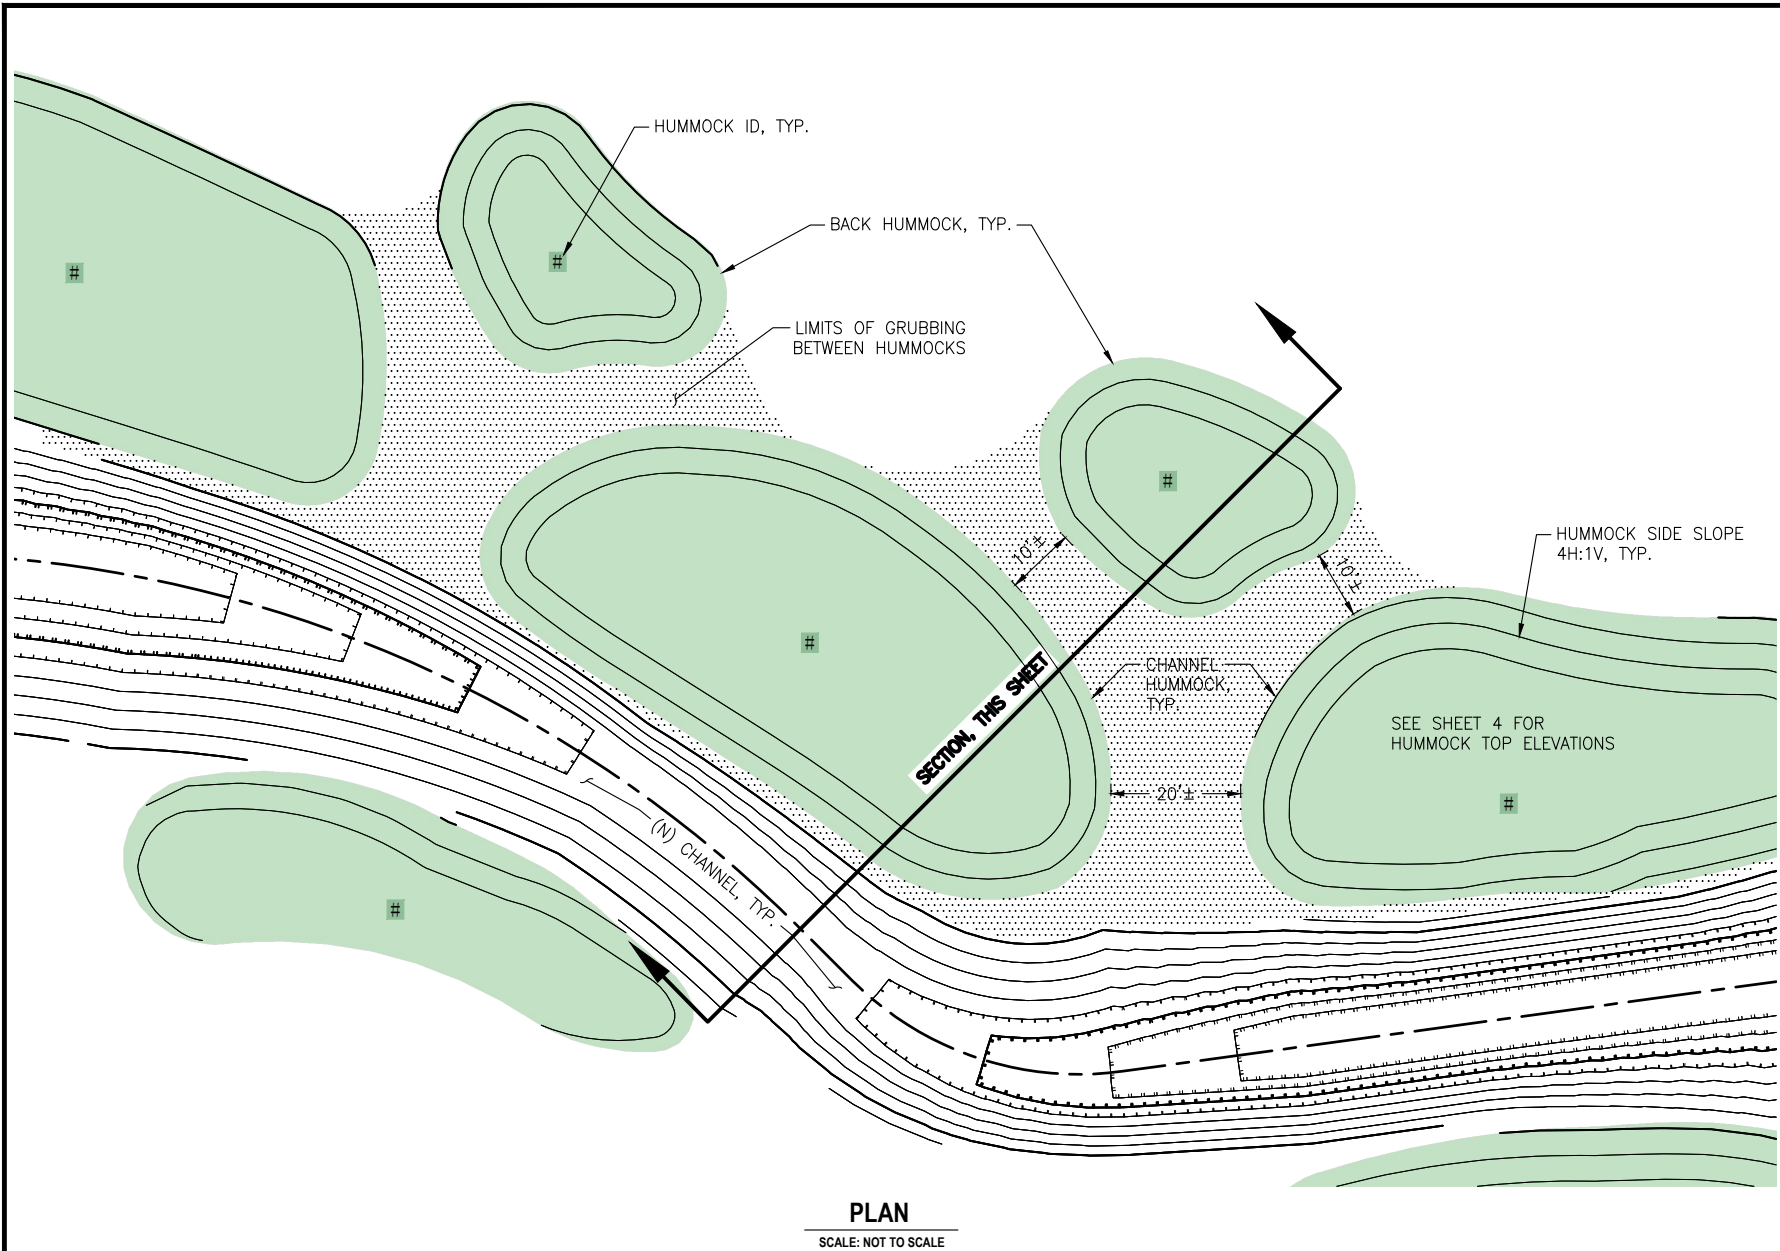 HUMMOCK ID, TYP.
BACK HUMMOCK, TYP.
#
#
LIMITS OF GRUBBING
BETWEEN HUMMOCKS
#
HUMMOCK SIDE SLOPE
4H:1V, TYP.
10'±
10'±
#
CHANNEL
HUMMOCK,
TYP.
SECTION, THIS SHEET
SEE SHEET 4 FOR
HUMMOCK TOP ELEVATIONS
20'±
#
(N) CHANNEL, TYP.
#
PLAN
SCALE: NOT TO SCALE